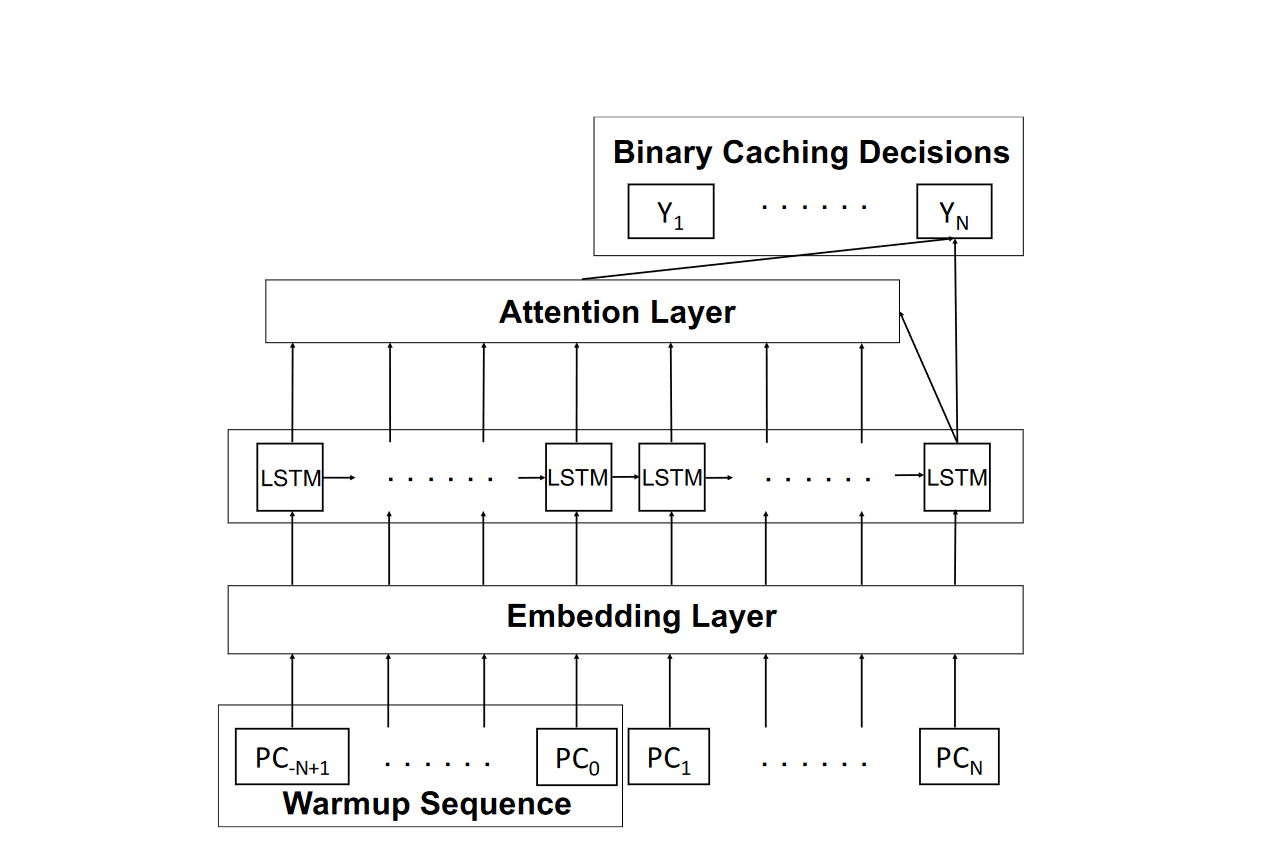 Binary Caching Decisions
Y1 . . . . . . YN
Attention Layer
LSTM . . . . . . LSTM LSTM . . . . . . LSTM
Embedding Layer
PC-N+1 . . . . . . PC0 PC1 . . . . . . PCN
Warmup Sequence